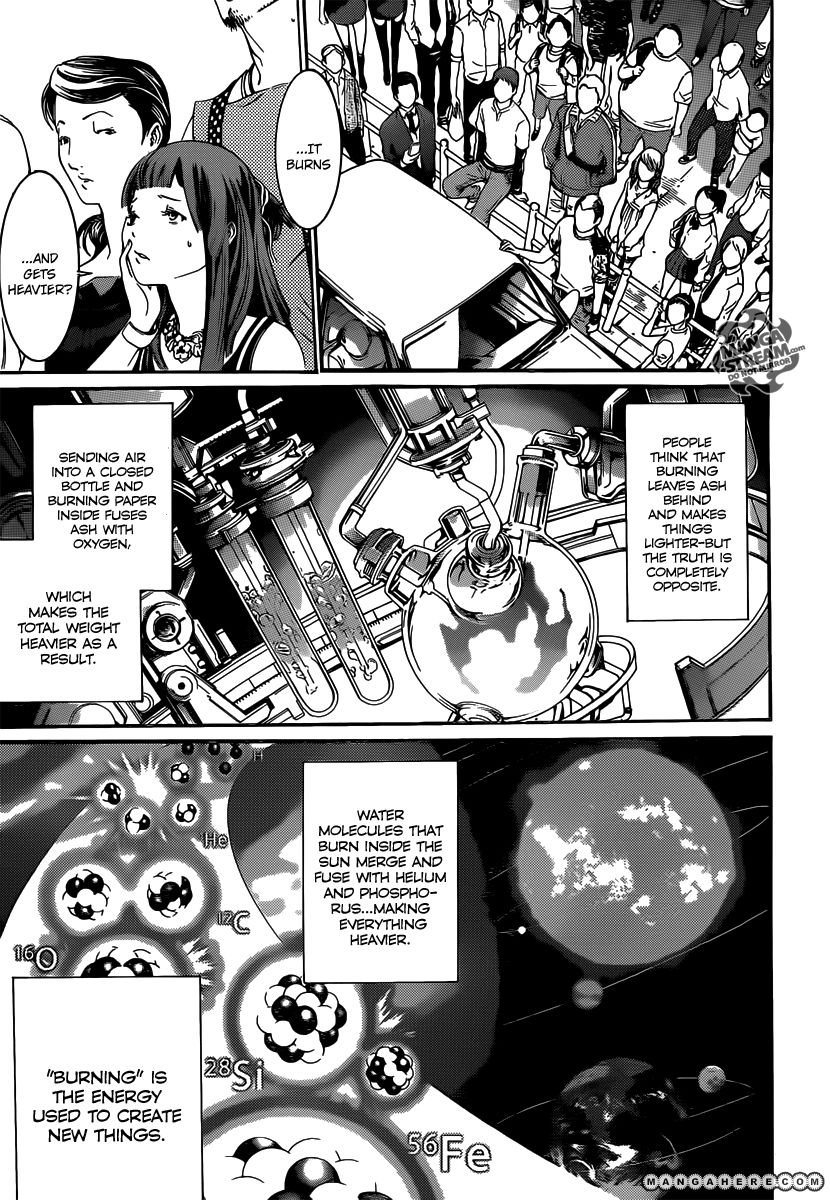 ...IT
BURNS
...AND
GETS
HEAVIER?
MANGA
STREAM.com
DO NOT MIRROR
PEOPLE
THINK THAT
BURNING
LEAVES ASH
BEHIND
AND MAKES
THINGS
LIGHTER-BUT
THE TRUTH IS
COMPLETELY
OPPOSITE.
SENDING AIR
INTO A CLOSED
BOTTLE AND
BURNING PAPER
INSIDE FUSES
ASH WITH
OXYGEN,
WHICH
MAKES THE
TOTAL WEIGHT
HEAVIER AS A
RESULT.
WATER
MOLECULES THAT
BURN INSIDE THE
SUN MERGE AND
FUSE WITH HELIUM
AND PHOSPHO-
RUS...MAKING
EVERYTHING
HEAVIER.
H
He
12C
16O
28Si
56Fe
"BURNING" IS
THE ENERGY
USED TO CREATE
NEW THINGS.
MANGAHERE.COM